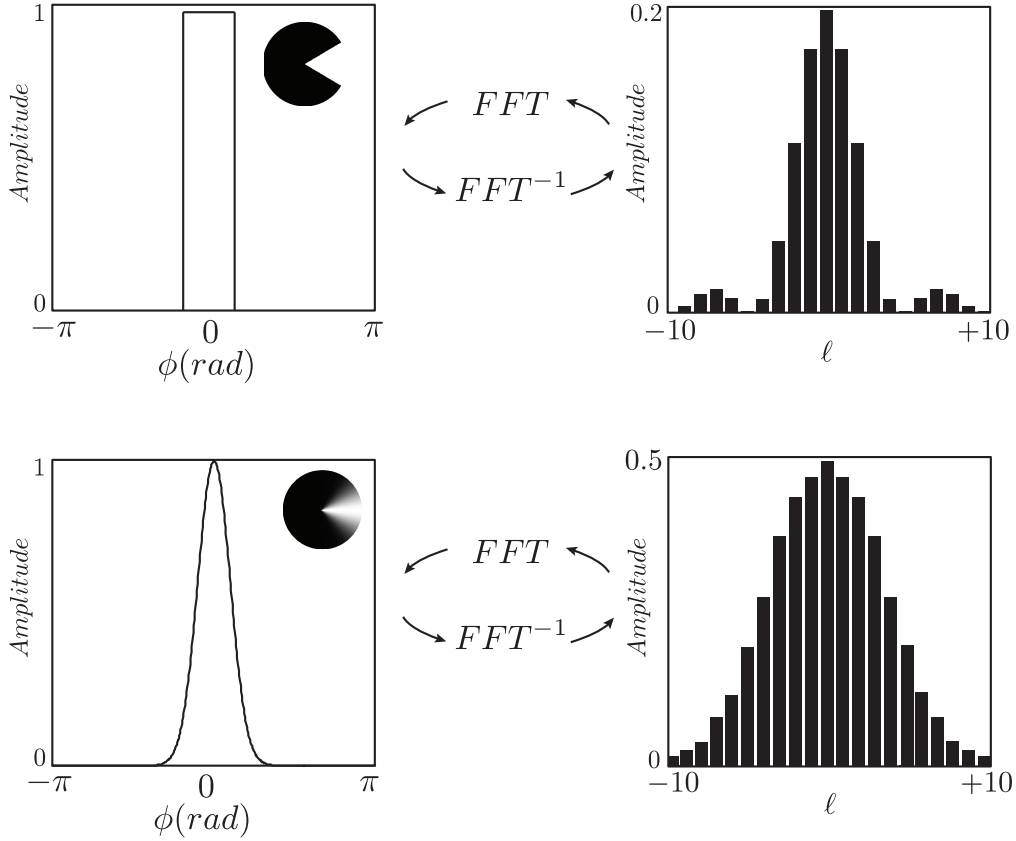 1
Amplitude
0
−π
0
π
ϕ(rad)
FFT
FFT⁻¹
0.2
Amplitude
0
−10
+10
ℓ
1
Amplitude
0
−π
0
π
ϕ(rad)
FFT
FFT⁻¹
0.5
Amplitude
0
−10
+10
ℓ